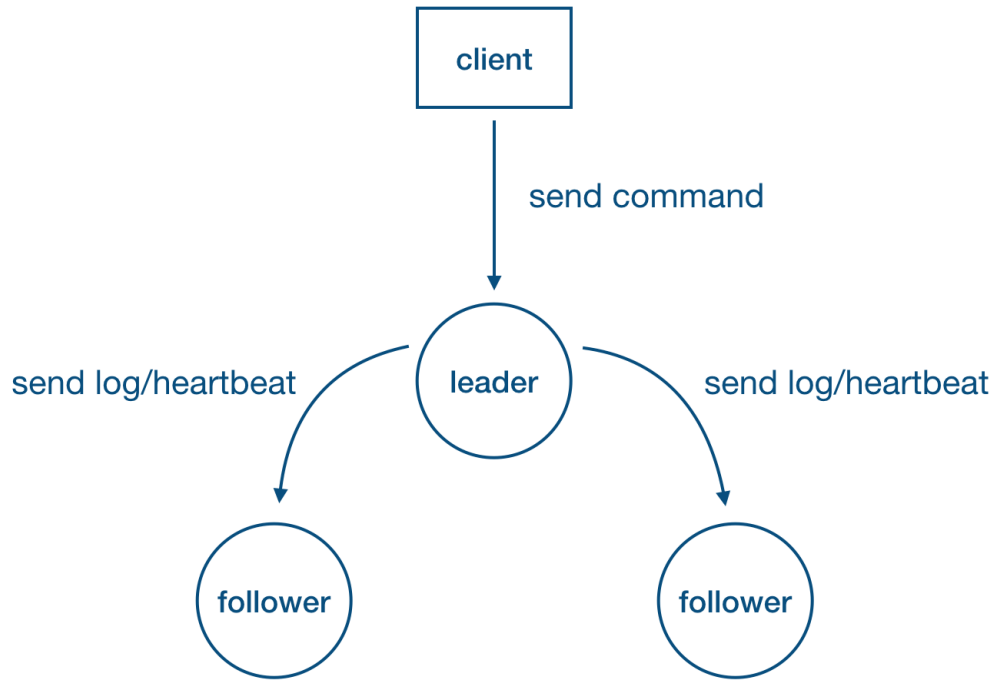 client
send command
send log/heartbeat
leader
send log/heartbeat
follower
follower